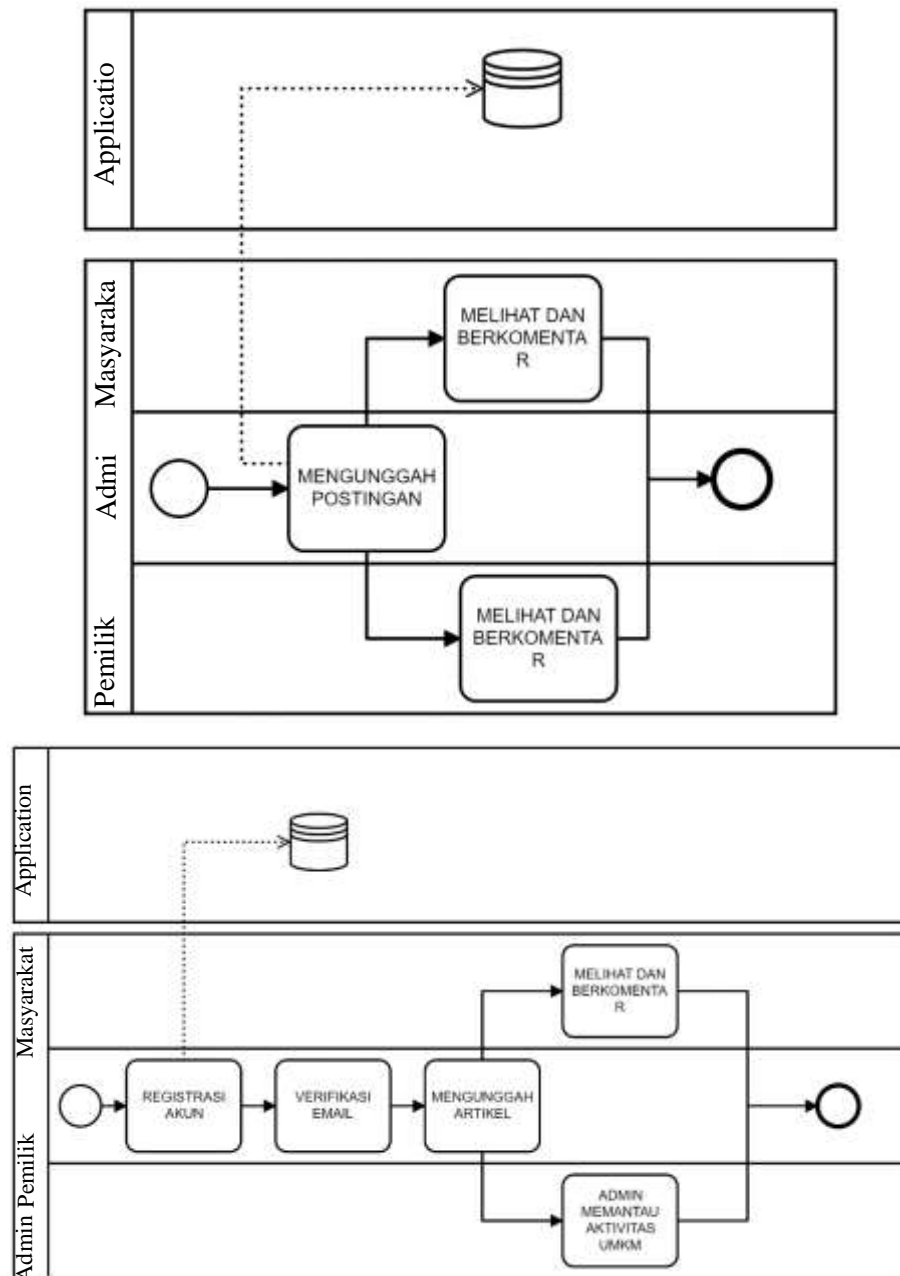 Applicatio
Masyaraka
MELIHAT DAN
BERKOMENTA
R
Admi
MENGUNGGAH
POSTINGAN
Pemilik
MELIHAT DAN
BERKOMENTA
R
Application
Masyarakat
MELIHAT DAN
BERKOMENTA
R
REGISTRASI
AKUN
VERIFIKASI
EMAIL
MENGUNGGAH
ARTIKEL
Admin Pemilik
ADMIN
MEMANTAU
AKTIVITAS
UMKM